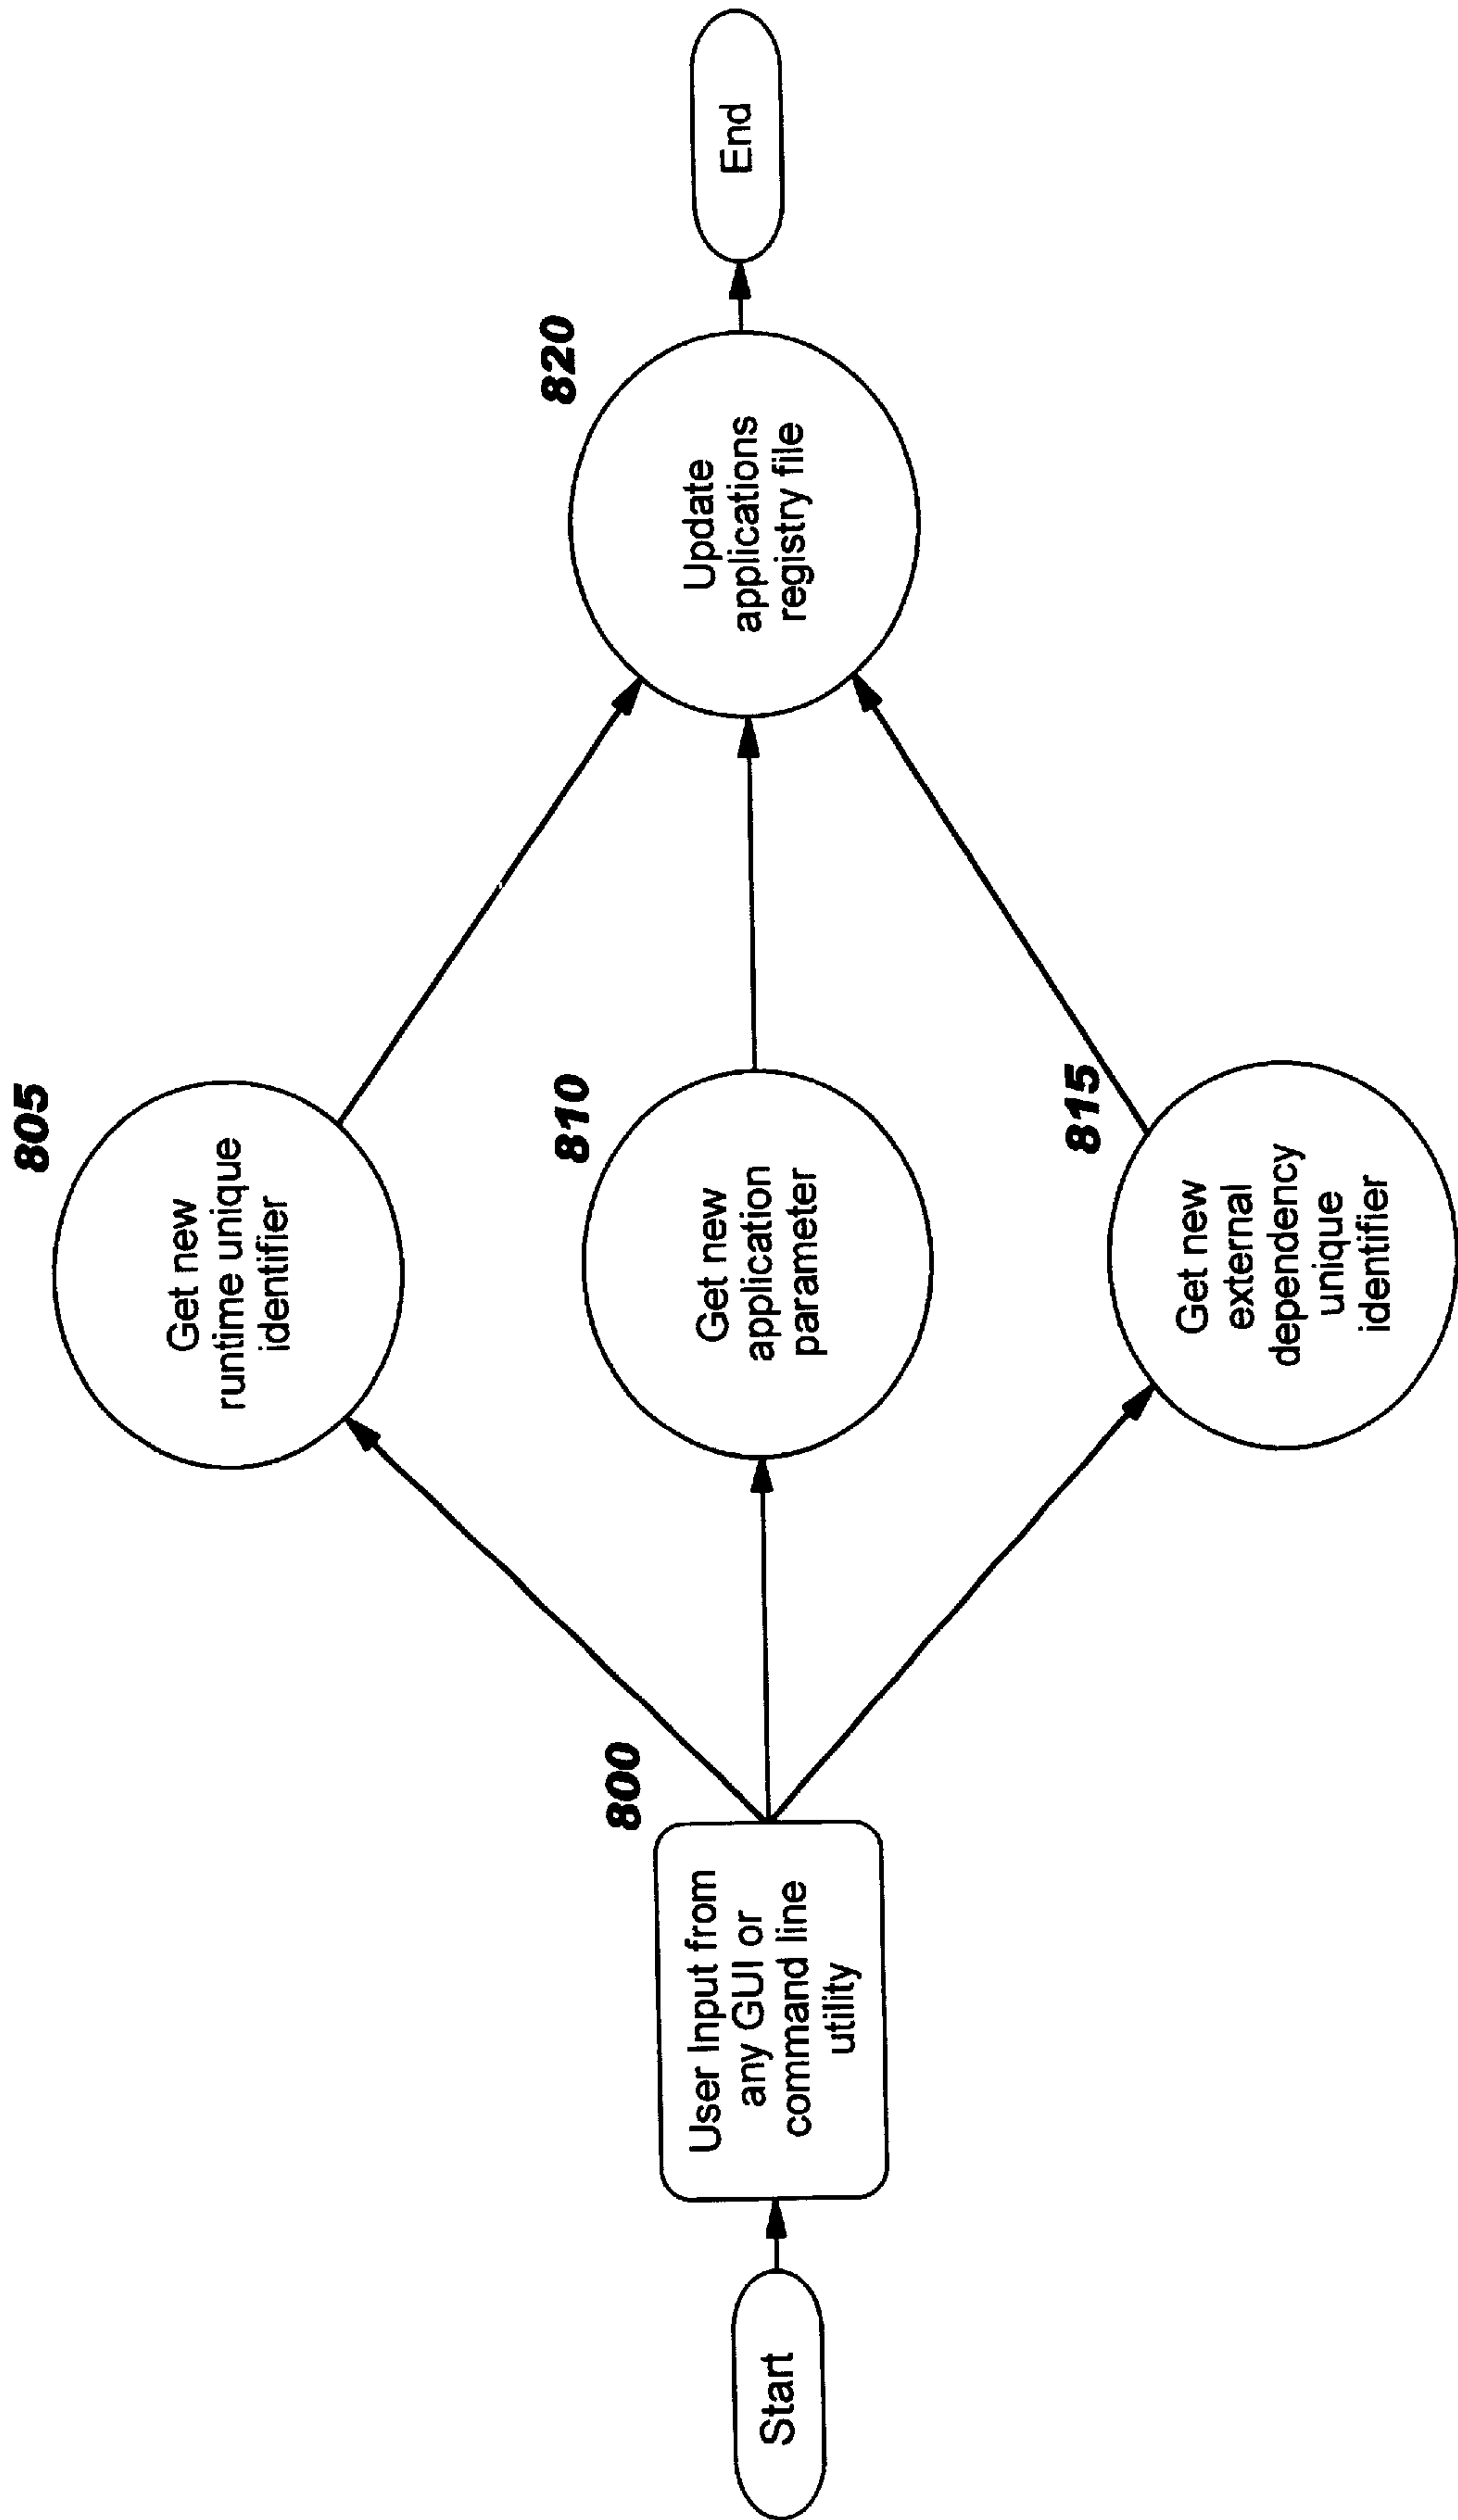 Start
800
User Input from
any GUI or
command line
utility
805
Get new
runtime unique
identifier
810
Get new
application
parameter
815
Get new
external
dependency
unique
identifier
820
Update
applications
registry file
End